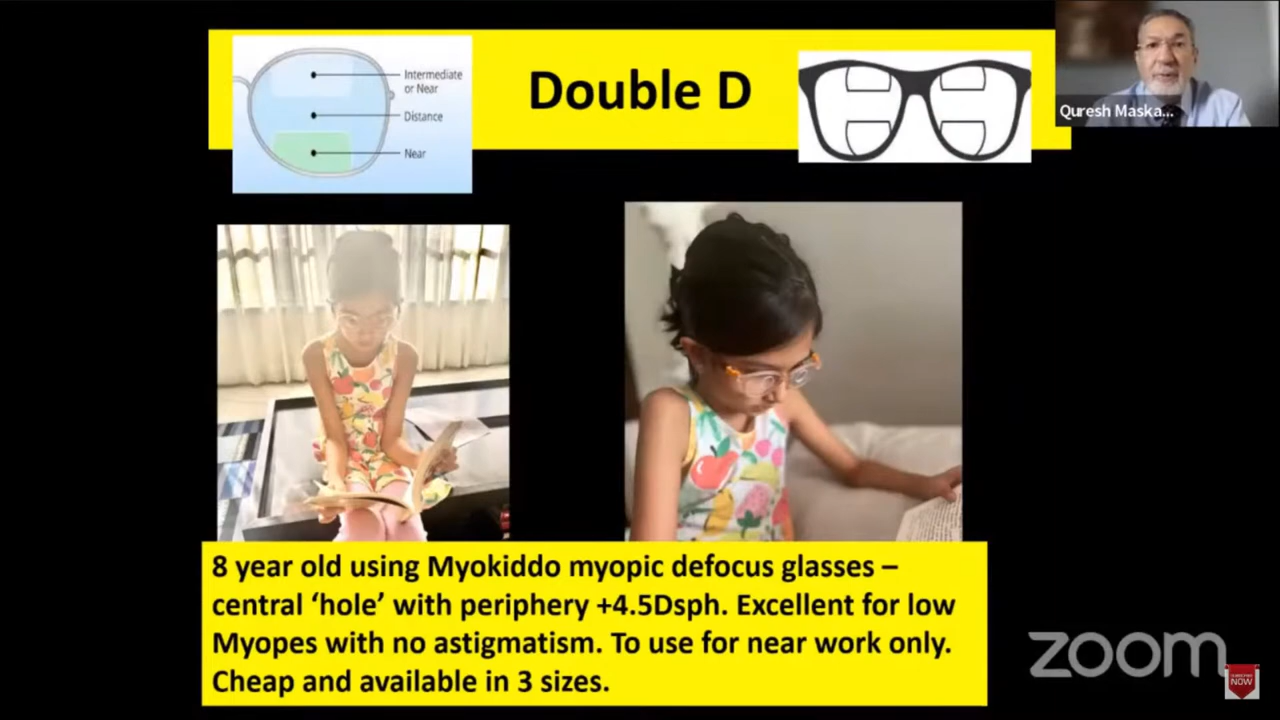 Intermediate
or Near
Distance
Near
Double D
Quresh Maska...
8 year old using Myokiddo myopic defocus glasses –
central ‘hole’ with periphery +4.5Dsph. Excellent for low
Myopes with no astigmatism. To use for near work only.
Cheap and available in 3 sizes.
zoom
NOW